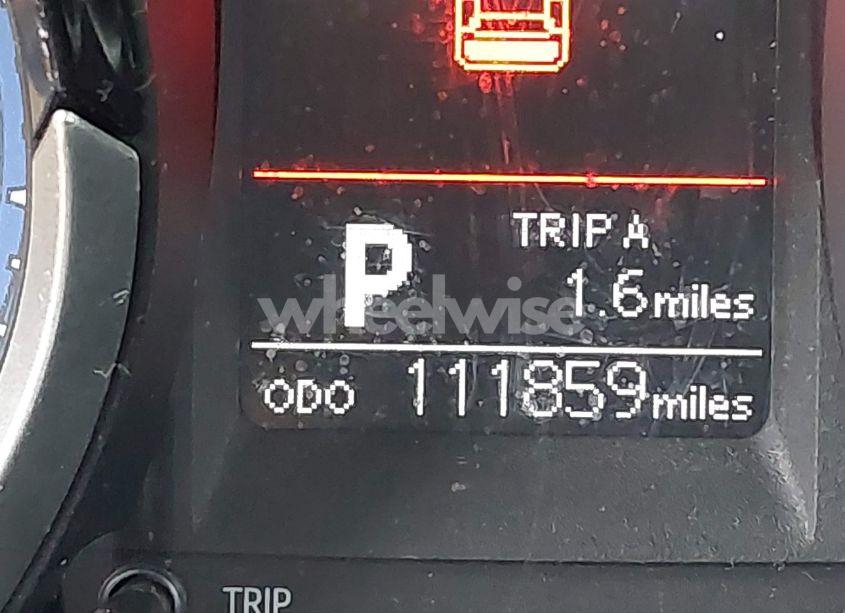 P
TRIP A
1.6 miles
wheelwise
ODO 111859 miles
TRIP